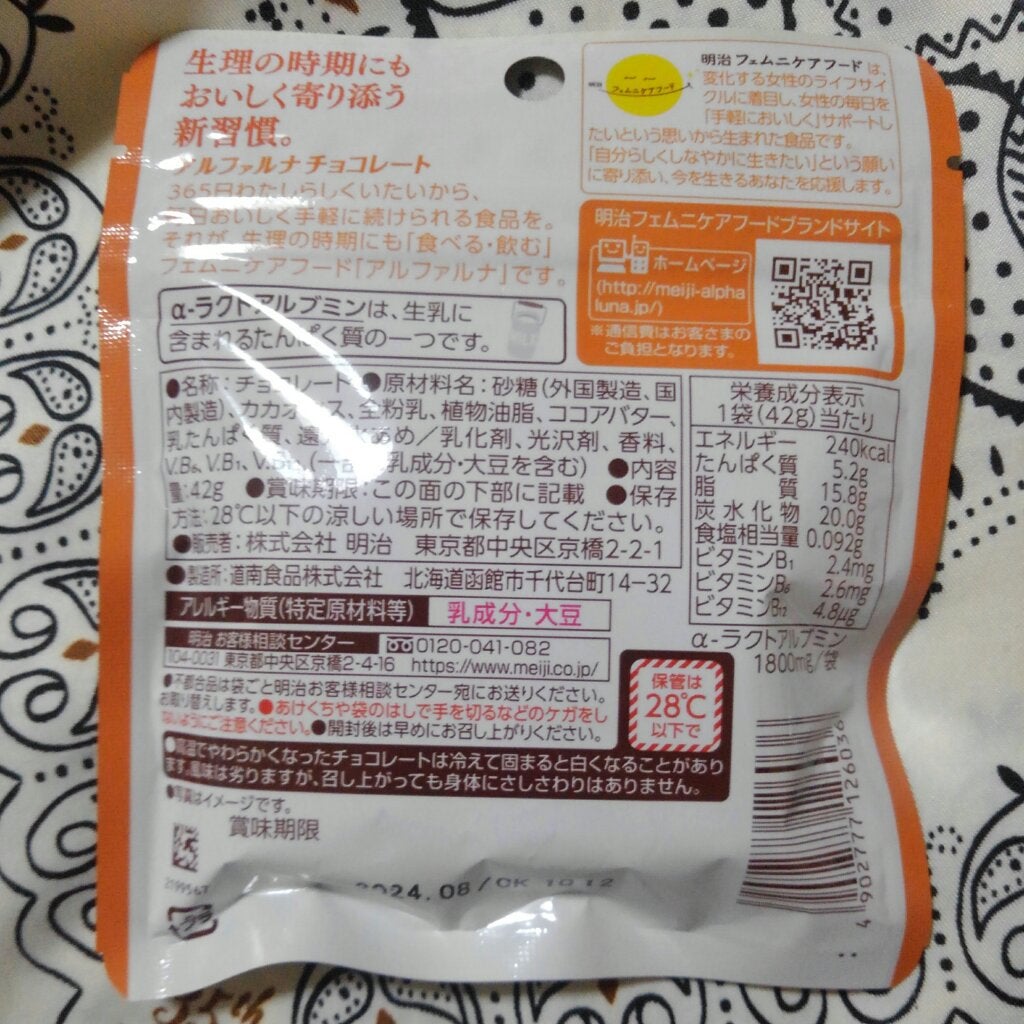 生理の時期にも
おいしく寄り添う
新習慣。
アルファルナ チョコレート
365日わたしらしくいたいから、
日おいしく手軽に続けられる食品を。
それが、生理の時期にも「食べる・飲む」
フェムニケアフード「アルファルナ」です。
α-ラクトアルブミンは、生乳に
含まれるたんぱく質の一つです。
フェムニケアフード
明治 フェムニケアフード は、
変化する女性のライフサイ
クルに着目し、女性の毎日を
「手軽においしく」サポートし
たいという思いから生まれた食品です。
「自分らしくしなやかに生きたい」という願い
に寄り添い、今を生きるあなたを応援します。
明治フェムニケアフードブランドサイト
ホームページ
(http://meiji-alpha
luna.jp/)
※通信費はお客さまの
ご負担となります。
●名称：チョコレート ●原材料名：砂糖（外国製造、国
内製造）、カカオマス、全粉乳、植物油脂、ココアバター、
乳たんぱく質、水あめ／乳化剤、光沢剤、香料、
V.B₆、V.B₁、V.B₁₂、（一部に乳成分・大豆を含む） ●内容
量：42g ●賞味期限：この面の下部に記載 ●保存
方法：28℃以下の涼しい場所で保存してください。
●販売者：株式会社 明治 東京都中央区京橋2-2-1
●製造所：道南食品株式会社 北海道函館市千代台町14-32
アレルギー物質（特定原材料等） 乳成分・大豆
明治 お客様相談センター 0120-041-082
104-0031 東京都中央区京橋2-4-16 https://www.meiji.co.jp/
●不都合品は袋ごと明治お客様相談センター宛にお送りください。
お取り替えします。●あけくちや袋のはしで手を切るなどのケガをし
ないようにご注意ください。●開封後は早めにお召し上がりください。
保管は
28℃
以下で
●高温でやわらかくなったチョコレートは冷えて固まると白くなることがあり
ます。風味は劣りますが、召し上がっても身体にさしさわりはありません。
●写真はイメージです。
賞味期限
2024.08/CK 1012
プラ
栄養成分表示
1袋（42g）当たり
エネルギー 240kcal
たんぱく質 5.2g
脂質 15.8g
炭水化物 20.0g
食塩相当量 0.092g
ビタミンB₁ 2.4mg
ビタミンB₆ 2.6mg
ビタミンB₁₂ 4.8μg
α-ラクトアルブミン
1800mg/袋
4 902777 126036